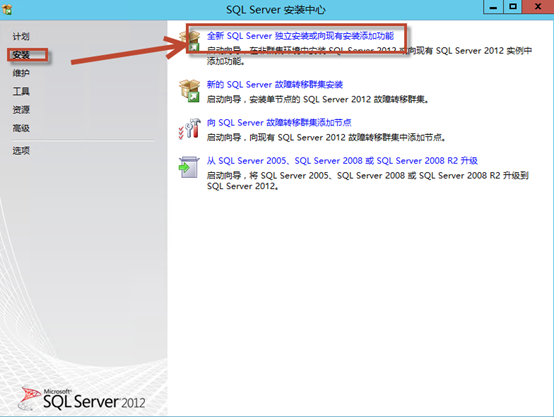 SQL Server 安装中心
计划
安装
维护
工具
资源
高级
选项
全新 SQL Server 独立安装或向现有安装添加功能
启动向导，在非群集环境中安装 SQL Server 2012 或向现有 SQL Server 2012 实例中
添加功能。
新的 SQL Server 故障转移群集安装
启动向导，安装单节点的 SQL Server 2012 故障转移群集。
向 SQL Server 故障转移群集添加节点
启动向导，向现有 SQL Server 2012 故障转移群集中添加节点。
从 SQL Server 2005、SQL Server 2008 或 SQL Server 2008 R2 升级
启动向导，将 SQL Server 2005、SQL Server 2008 或 SQL Server 2008 R2 升级到
SQL Server 2012。
Microsoft
SQL Server 2012